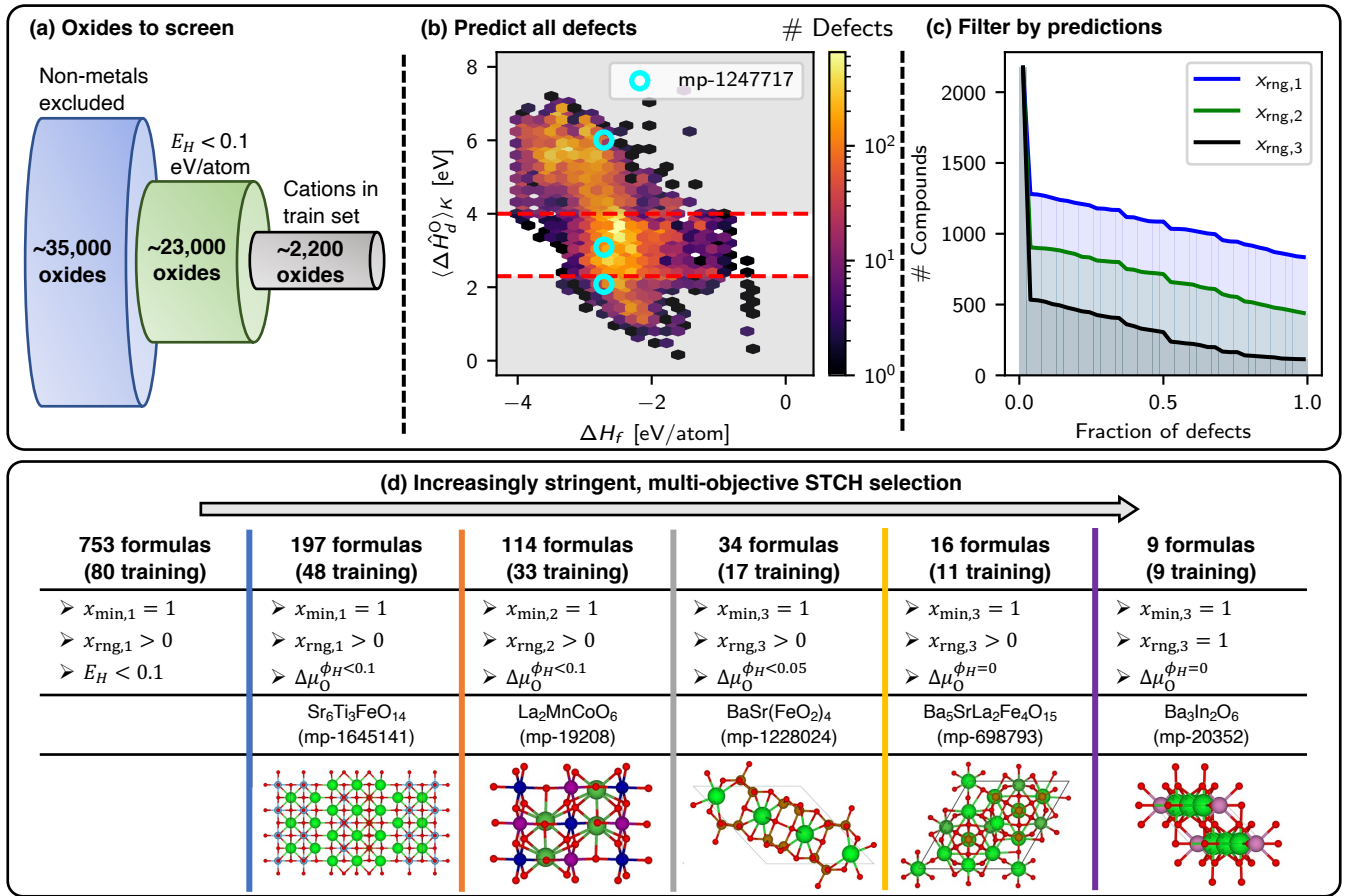 (a) Oxides to screen
Non-metals
excluded
E_H < 0.1
eV/atom
Cations in
train set
~35,000
oxides
~23,000
oxides
~2,200
oxides
(b) Predict all defects
# Defects
mp-1247717
8
6
4
2
0
⟨ΔĤ_d^O⟩_K [eV]
−4
−2
0
ΔH_f [eV/atom]
10^2
10^1
10^0
(c) Filter by predictions
x_rng,1
x_rng,2
x_rng,3
2000
1500
1000
500
0
# Compounds
0.0
0.5
1.0
Fraction of defects
(d) Increasingly stringent, multi-objective STCH selection
753 formulas
(80 training)
➢ x_min,1 = 1
➢ x_rng,1 > 0
➢ E_H < 0.1
197 formulas
(48 training)
➢ x_min,1 = 1
➢ x_rng,1 > 0
➢ Δμ_O^{ϕ_H<0.1}
Sr₆Ti₃FeO₁₄
(mp-1645141)
114 formulas
(33 training)
➢ x_min,2 = 1
➢ x_rng,2 > 0
➢ Δμ_O^{ϕ_H<0.1}
La₂MnCoO₆
(mp-19208)
34 formulas
(17 training)
➢ x_min,3 = 1
➢ x_rng,3 > 0
➢ Δμ_O^{ϕ_H<0.05}
BaSr(FeO₂)₄
(mp-1228024)
16 formulas
(11 training)
➢ x_min,3 = 1
➢ x_rng,3 > 0
➢ Δμ_O^{ϕ_H=0}
Ba₅SrLa₂Fe₄O₁₅
(mp-698793)
9 formulas
(9 training)
➢ x_min,3 = 1
➢ x_rng,3 = 1
➢ Δμ_O^{ϕ_H=0}
Ba₃In₂O₆
(mp-20352)